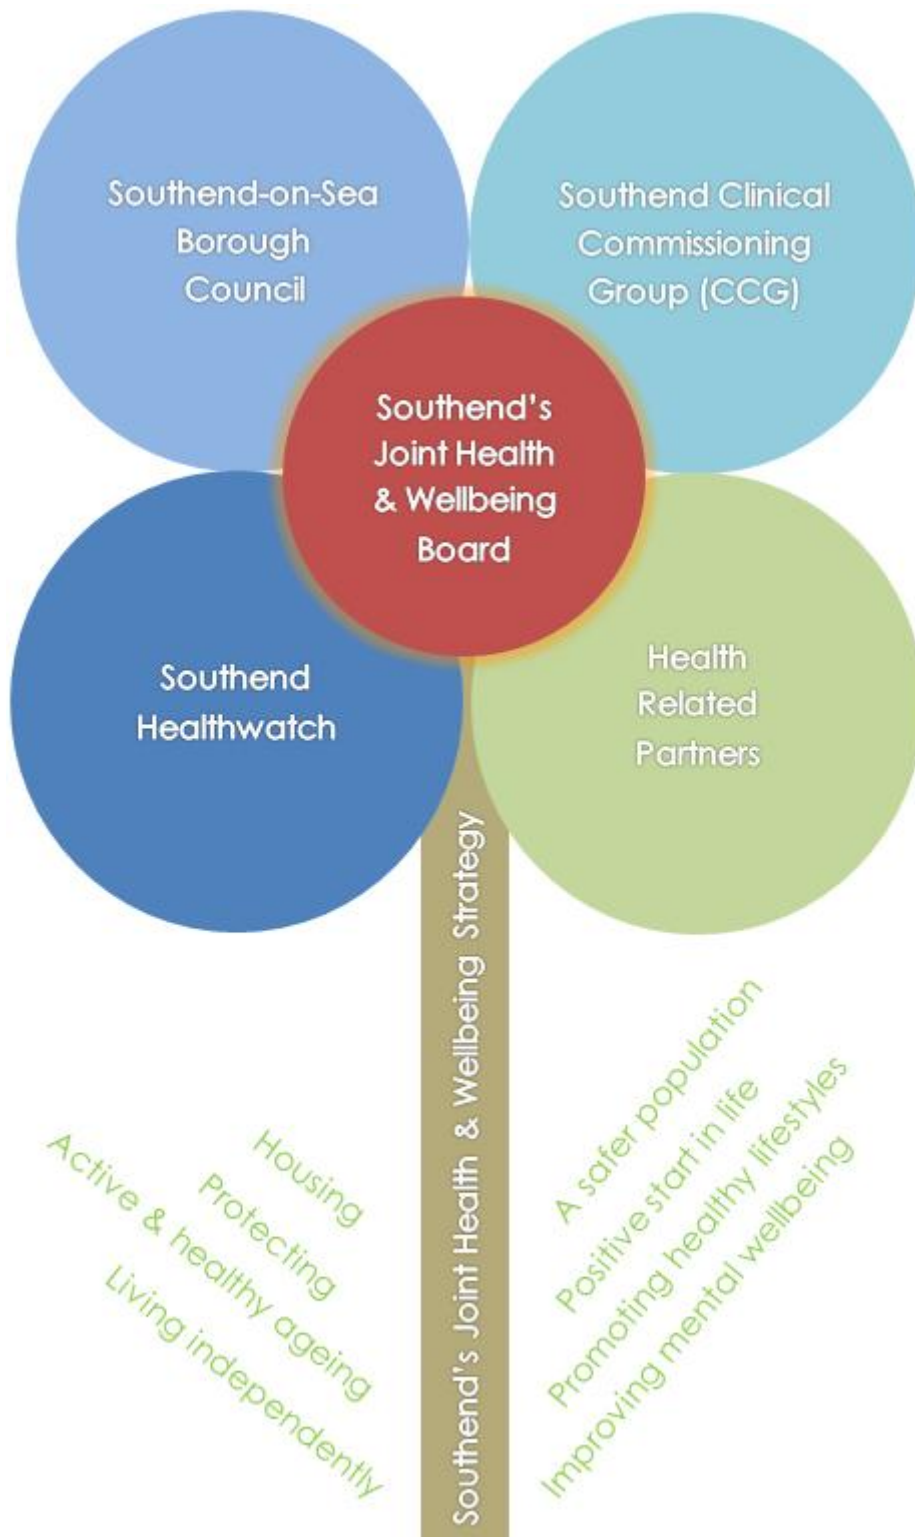 Southend-on-Sea
Borough
Council
Southend Clinical
Commissioning
Group (CCG)
Southend's
Joint Health
& Wellbeing
Board
Southend
Healthwatch
Health
Related
Partners
Southend's Joint Health & Wellbeing Strategy
Housing
Protecting
Active & healthy ageing
Living independently
A safer population
Positive start in life
Promoting healthy lifestyles
Improving mental wellbeing